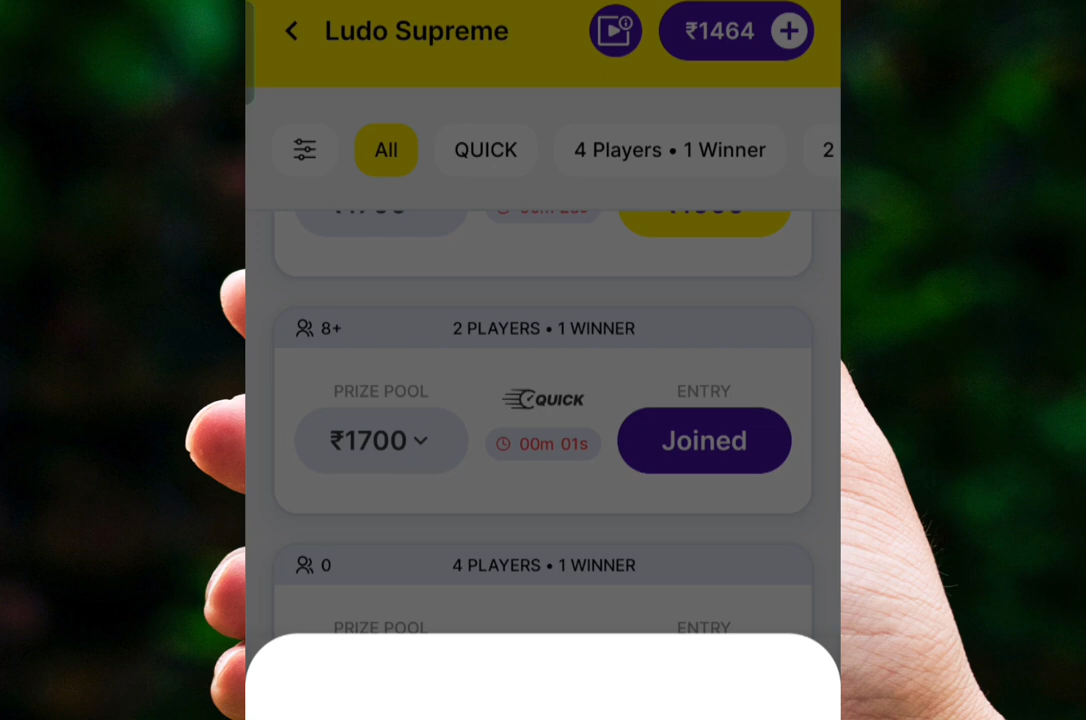 Ludo Supreme
₹1464
All
QUICK
4 Players • 1 Winner
2
8+
2 PLAYERS • 1 WINNER
PRIZE POOL
QUICK
ENTRY
₹1700
00m 01s
Joined
0
4 PLAYERS • 1 WINNER
PRIZE POOL
ENTRY